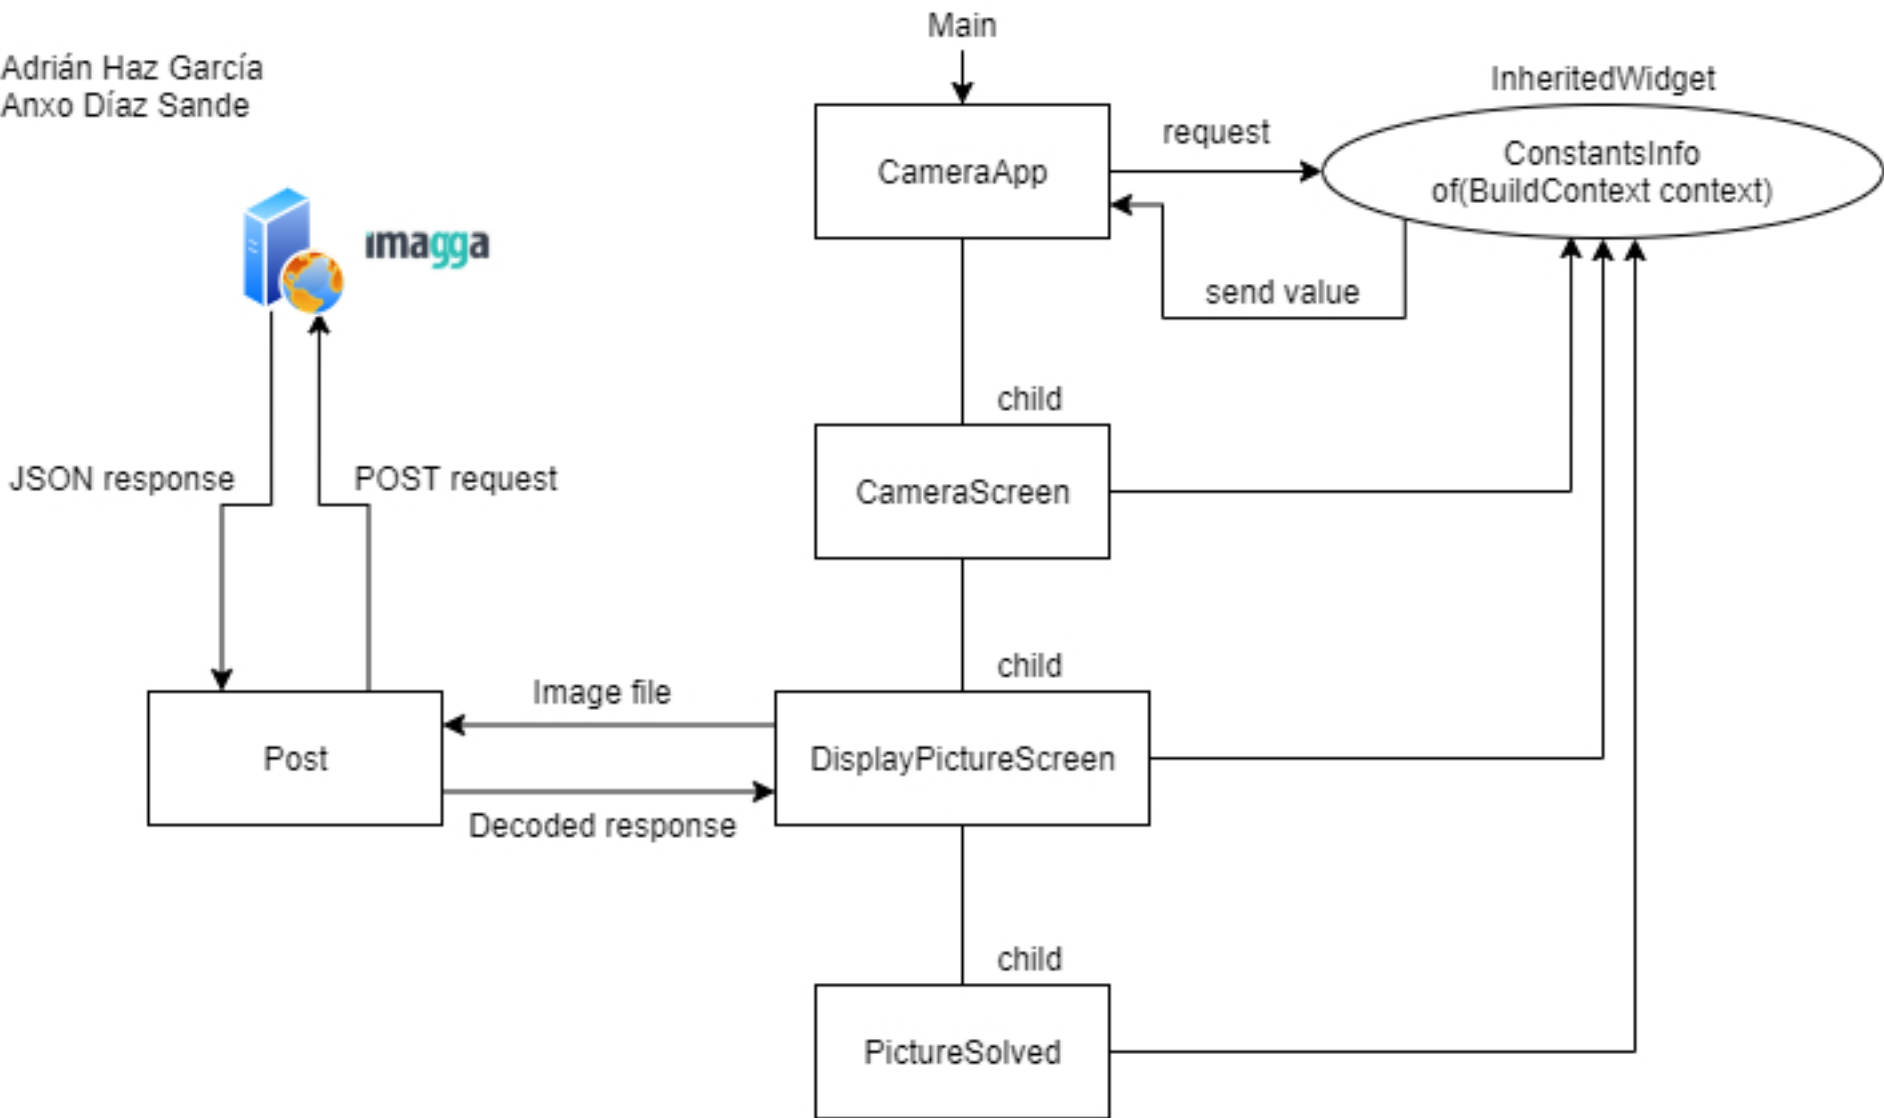 Main
Adrián Haz García
Anxo Díaz Sande
InheritedWidget
request
CameraApp
ConstantsInfo
of(BuildContext context)
imagga
send value
child
JSON response
POST request
CameraScreen
child
Image file
Post
DisplayPictureScreen
Decoded response
child
PictureSolved